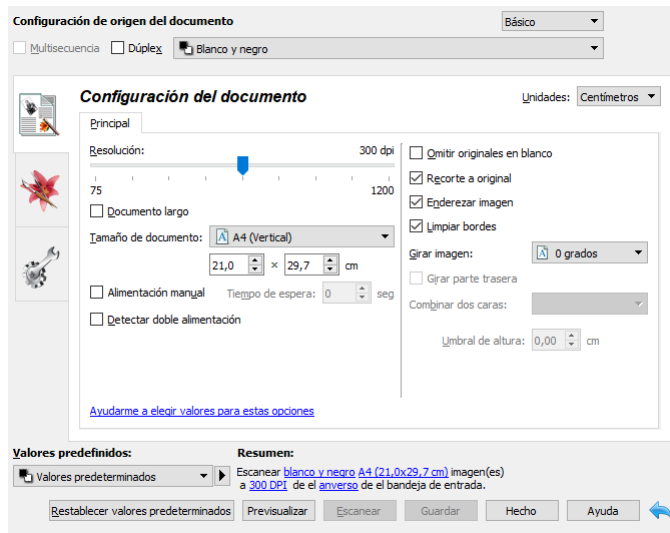 Configuración de origen del documento
Básico
Multisecuencia
Dúplex
Blanco y negro
Configuración del documento
Unidades: Centímetros
Principal
Resolución: 300 dpi
75 1200
Documento largo
Tamaño de documento: A4 (Vertical)
21,0 × 29,7 cm
Alimentación manual Tiempo de espera: 0 seg
Detectar doble alimentación
Omitir originales en blanco
Recorte a original
Enderezar imagen
Limpiar bordes
Girar imagen: 0 grados
Girar parte trasera
Combinar dos caras:
Umbral de altura: 0,00 cm
Ayudarme a elegir valores para estas opciones
Valores predefinidos:
Valores predeterminados
Resumen:
Escanear blanco y negro A4 (21,0x29,7 cm) imagen(es)
a 300 DPI de el anverso de el bandeja de entrada.
Restablecer valores predeterminados Previsualizar Escanear Guardar Hecho Ayuda